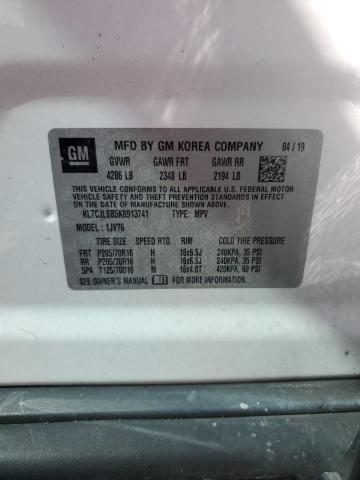 GM
MFD BY GM KOREA COMPANY 04/19
GVWR GAWR FRT GAWR RR
4286 LB 2348 LB 2194 LB
THIS VEHICLE CONFORMS TO ALL APPLICABLE U.S. FEDERAL MOTOR
VEHICLE SAFETY, BUMPER, AND THEFT PREVENTION STANDARDS
IN EFFECT ON THE DATE OF MANUFACTURE SHOWN ABOVE.
KL7CJLSB5KB913741 TYPE: MPV
MODEL : 1JV76
TIRE SIZE SPEED RTG RIM COLD TIRE PRESSURE
FRT P205/70R16 H 16x6.5J 240KPA, 35 PSI
RR P205/70R16 H 16x6.5J 240KPA, 35 PSI
SPA T125/70D16 M 16x4.0T 420KPA, 60 PSI
SEE OWNER'S MANUAL FOR MORE INFORMATION